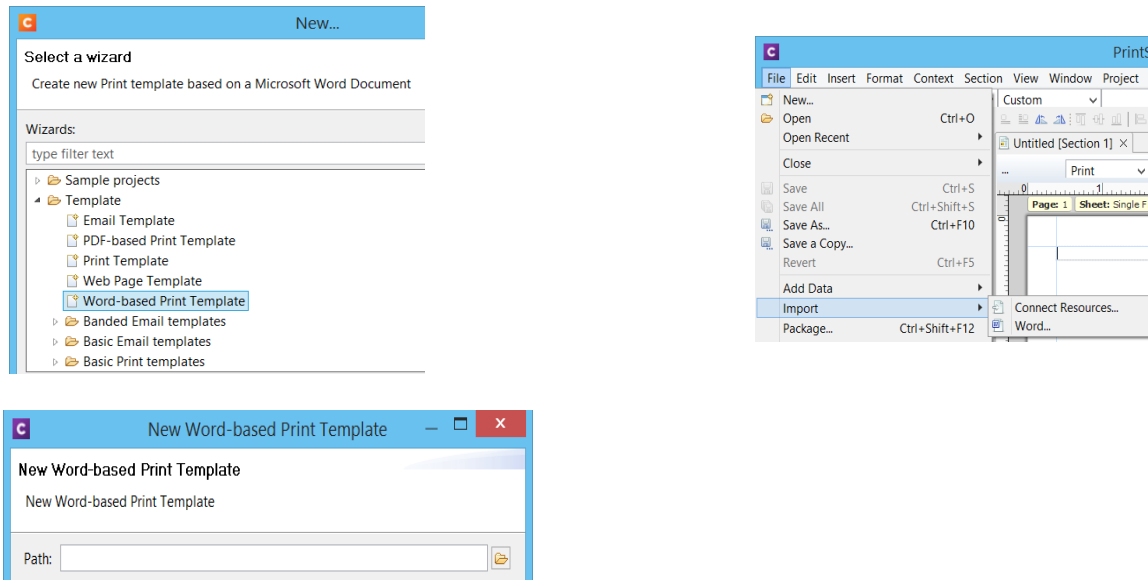 New...
Select a wizard
Create new Print template based on a Microsoft Word Document
Wizards:
type filter text
Sample projects
Template
Email Template
PDF-based Print Template
Print Template
Web Page Template
Word-based Print Template
Banded Email templates
Basic Email templates
Basic Print templates
PrintS
File Edit Insert Format Context Section View Window Project
New...
Open Ctrl+O
Open Recent
Close
Save Ctrl+S
Save All Ctrl+Shift+S
Save As... Ctrl+F10
Save a Copy...
Revert Ctrl+F5
Add Data
Import
Package... Ctrl+Shift+F12
Connect Resources...
Word...
Custom
Untitled [Section 1]
... Print
0 1
Page: 1 Sheet: Single F
0
New Word-based Print Template
New Word-based Print Template
New Word-based Print Template
Path: